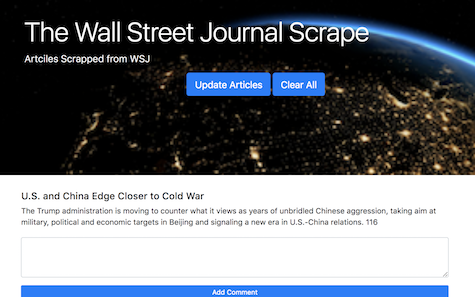 The Wall Street Journal Scrape
Artciles Scrapped from WSJ
Update Articles Clear All
U.S. and China Edge Closer to Cold War
The Trump administration is moving to counter what it views as years of unbridled Chinese aggression, taking aim at
military, political and economic targets in Beijing and signaling a new era in U.S.-China relations. 116
Add Comment